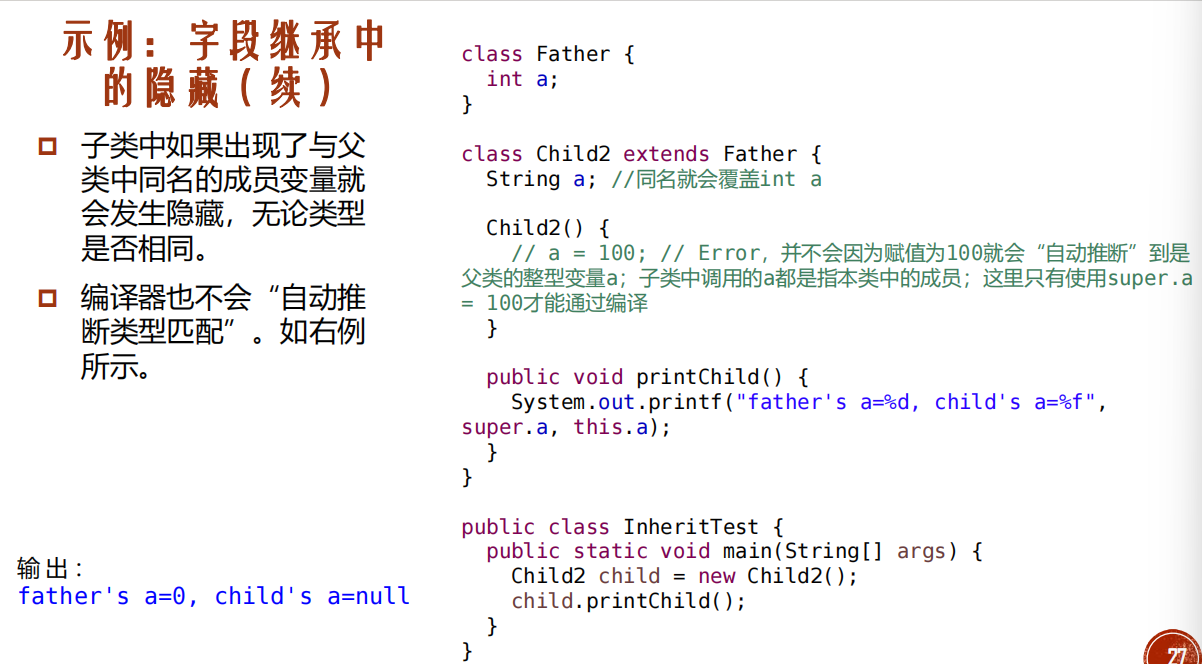 示例：字段继承中
的隐藏（续）
子类中如果出现了与父
类中同名的成员变量就
会发生隐藏，无论类型
是否相同。
编译器也不会“自动推
断类型匹配”。如右例
所示。
输出：
father's a=0, child's a=null
class Father {
  int a;
}
class Child2 extends Father {
  String a; //同名就会覆盖int a
  Child2() {
    // a = 100; // Error，并不会因为赋值为100就会“自动推断”到是
父类的整型变量a；子类中调用的a都是指本类中的成员；这里只有使用super.a
= 100才能通过编译
  }
  public void printChild() {
    System.out.printf("father's a=%d, child's a=%f",
super.a, this.a);
  }
}
public class InheritTest {
  public static void main(String[] args) {
    Child2 child = new Child2();
    child.printChild();
  }
}
27